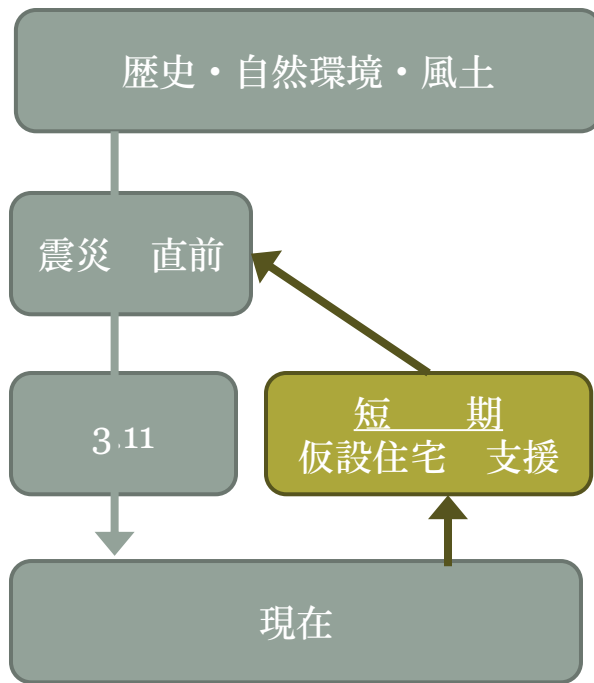 歴史・自然環境・風土
震災　直前
3.11
短　　期
仮設住宅　支援
現在